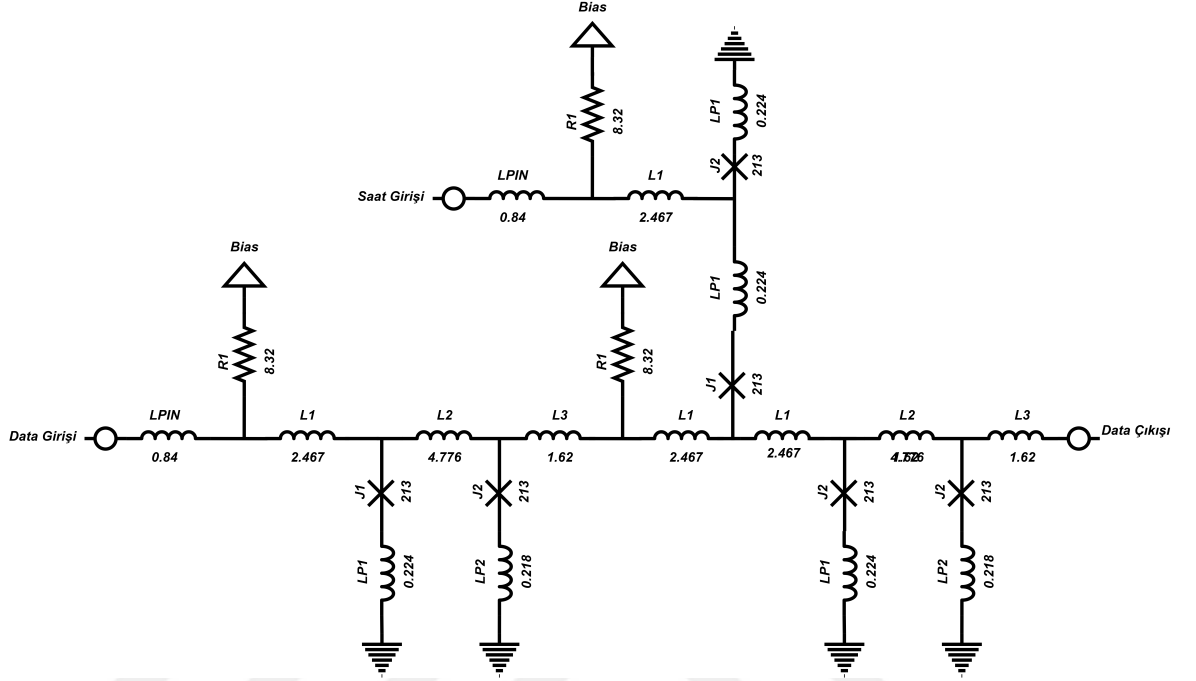 Bias
LP1
0.224
R1
8.32
J2
213
LPIN
L1
Saat Girişi
0.84
2.467
Bias
Bias
LP1
0.224
R1
8.32
R1
8.32
J1
213
LPIN
L1
L2
L3
L1
L1
L2
L3
Data Girişi
Data Çıkışı
0.84
2.467
4.776
1.62
2.467
2.467
1.62
J1
213
J2
213
J2
213
J2
213
LP1
0.224
LP2
0.218
LP1
0.224
LP2
0.218